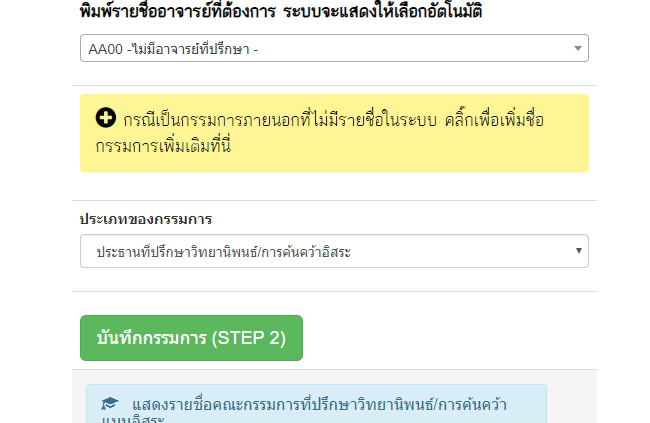 พิมพ์รายชื่ออาจารย์ที่ต้องการ ระบบจะแสดงให้เลือกอัตโนมัติ
AA00 -ไม่มีอาจารย์ที่ปรึกษา -
กรณีเป็นกรรมการภายนอกที่ไม่มีรายชื่อในระบบ คลิ๊กเพื่อเพิ่มชื่อ
กรรมการเพิ่มเติมที่นี่
ประเภทของกรรมการ
ประธานที่ปรึกษาวิทยานิพนธ์/การค้นคว้าอิสระ
บันทึกกรรมการ (STEP 2)
แสดงรายชื่อคณะกรรมการที่ปรึกษาวิทยานิพนธ์/การค้นคว้า
แบบอิสระ